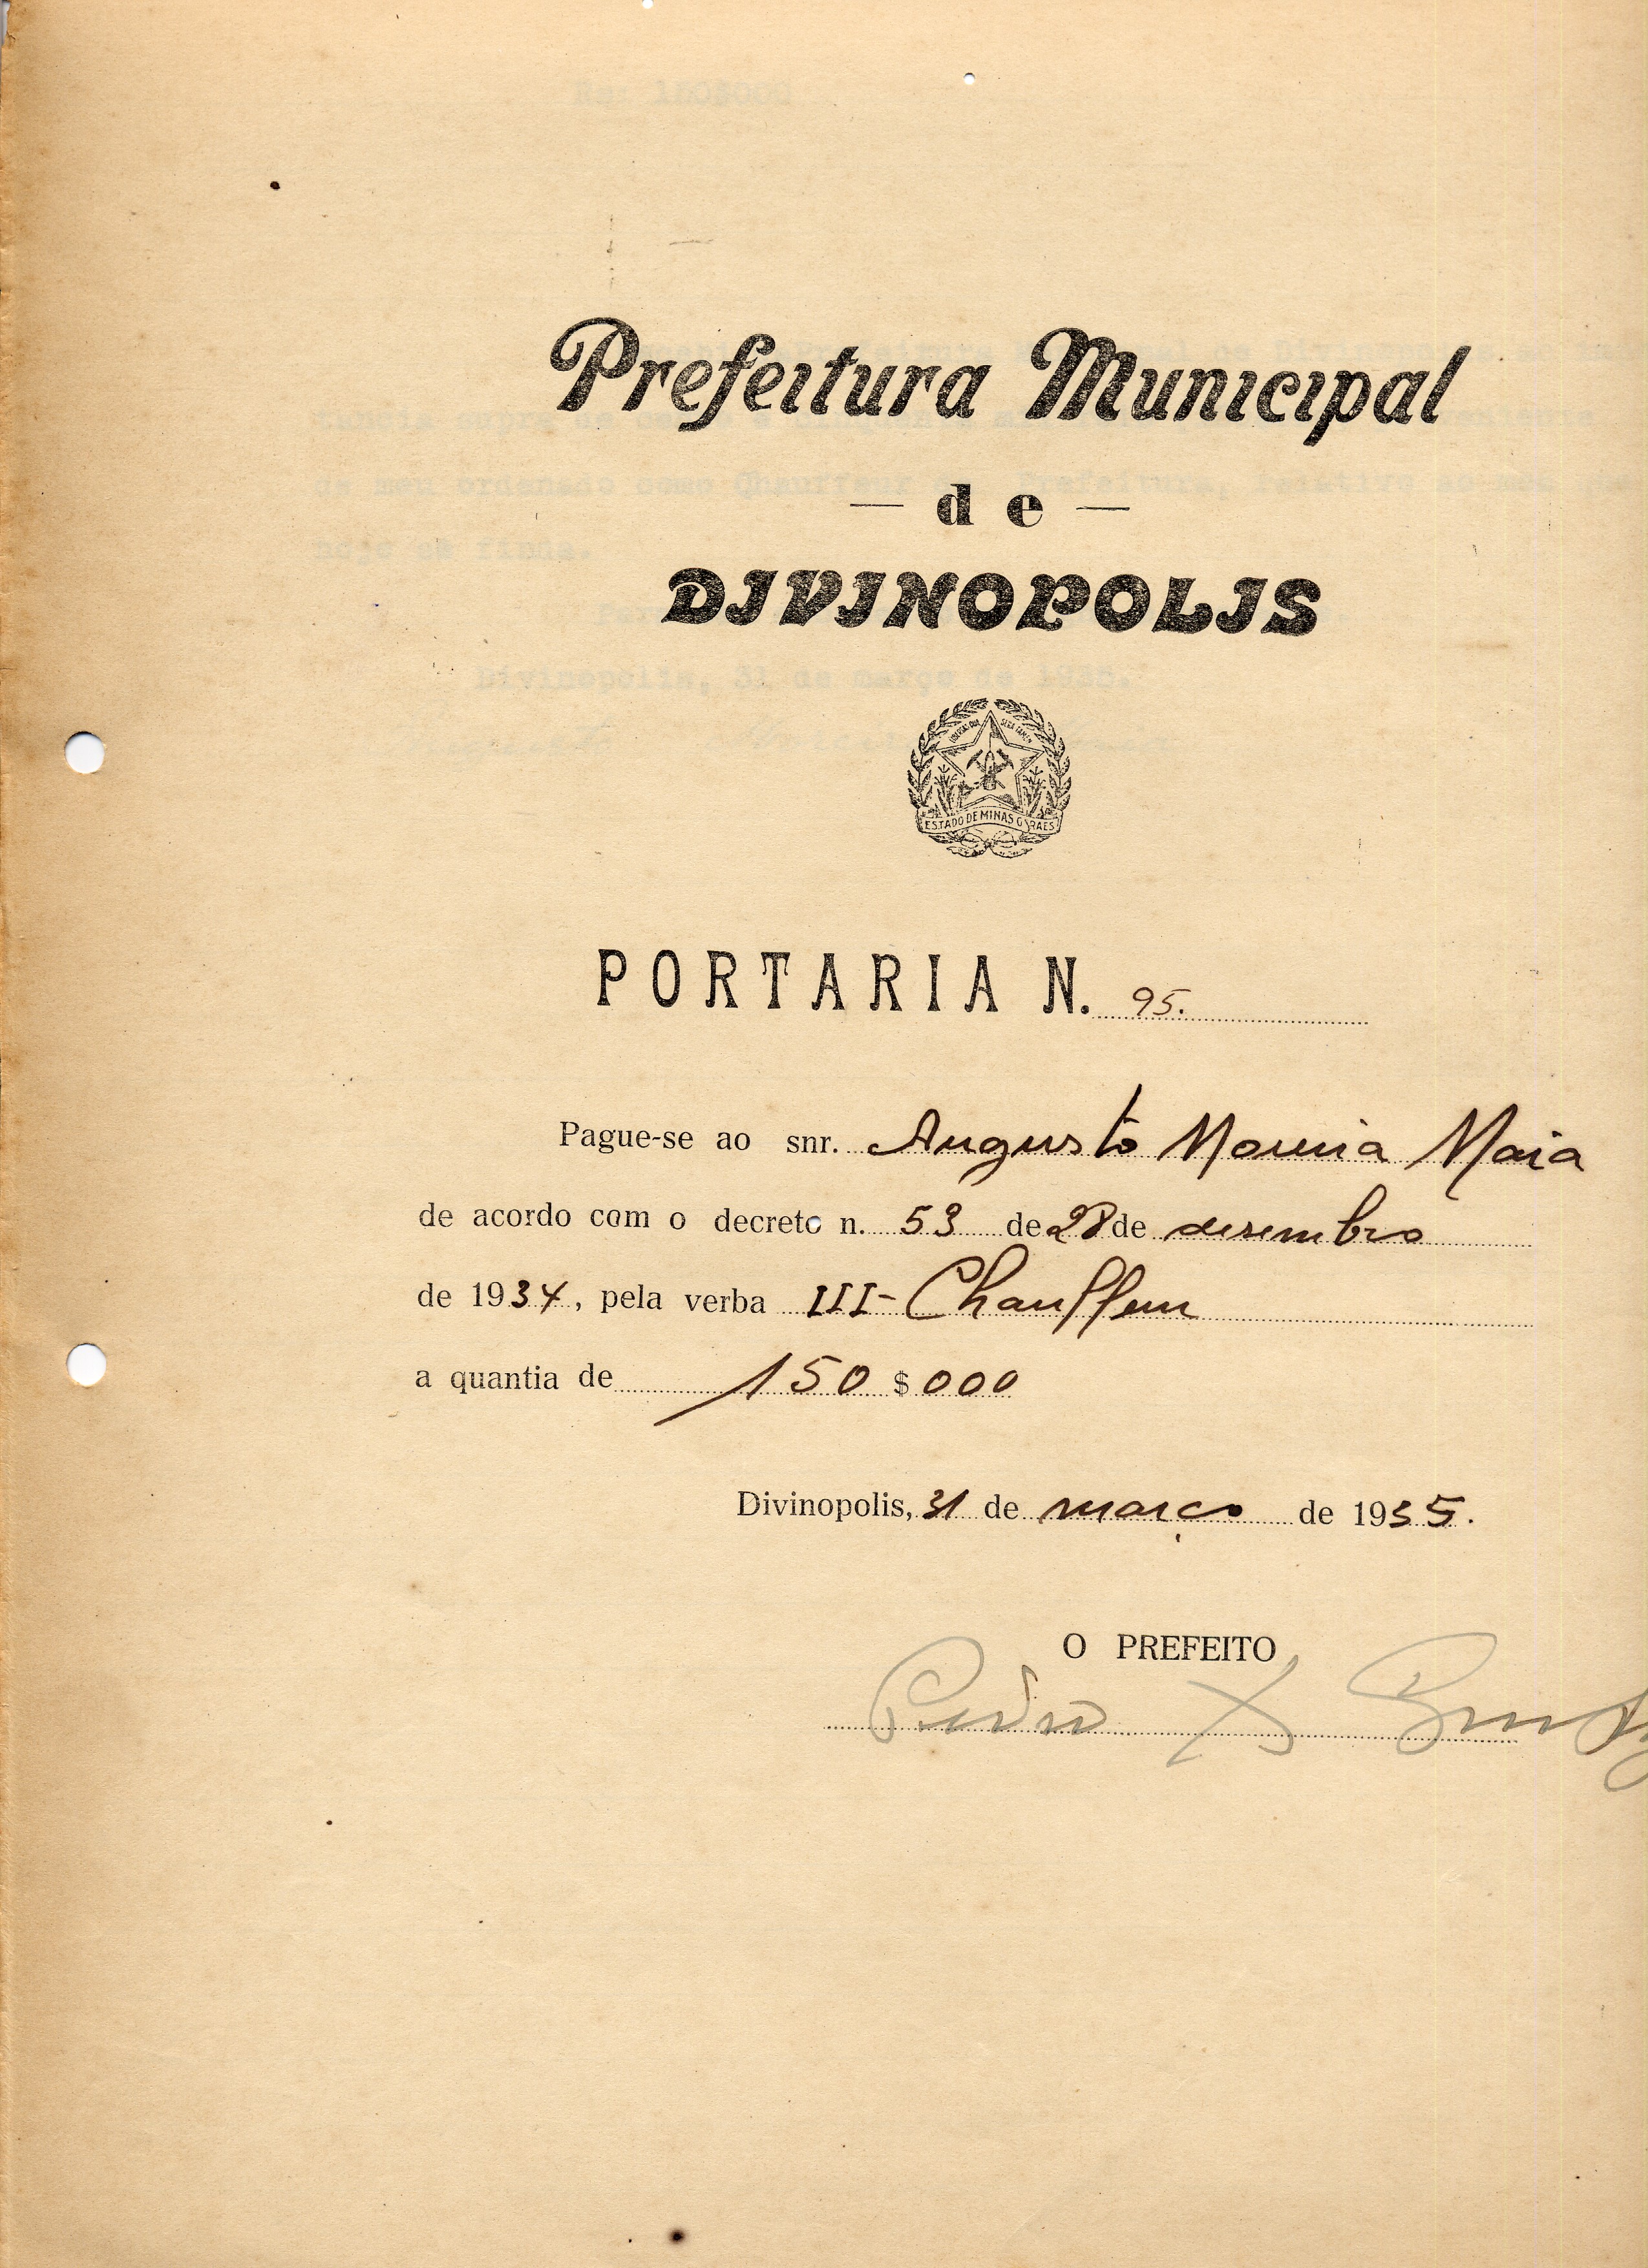 Prefeitura Municipal
— de —
DIVINOPOLIS
ESTADO DE MINAS GERAES
PORTARIA N. 95.
Pague-se ao snr. Augusto Moreira Maia
de acordo com o decreto n. 53 de 28 de desembro
de 1934, pela verba III - Chauffeur
a quantia de 150$000
Divinopolis, 31 de março de 1935.
O PREFEITO
Pedro X